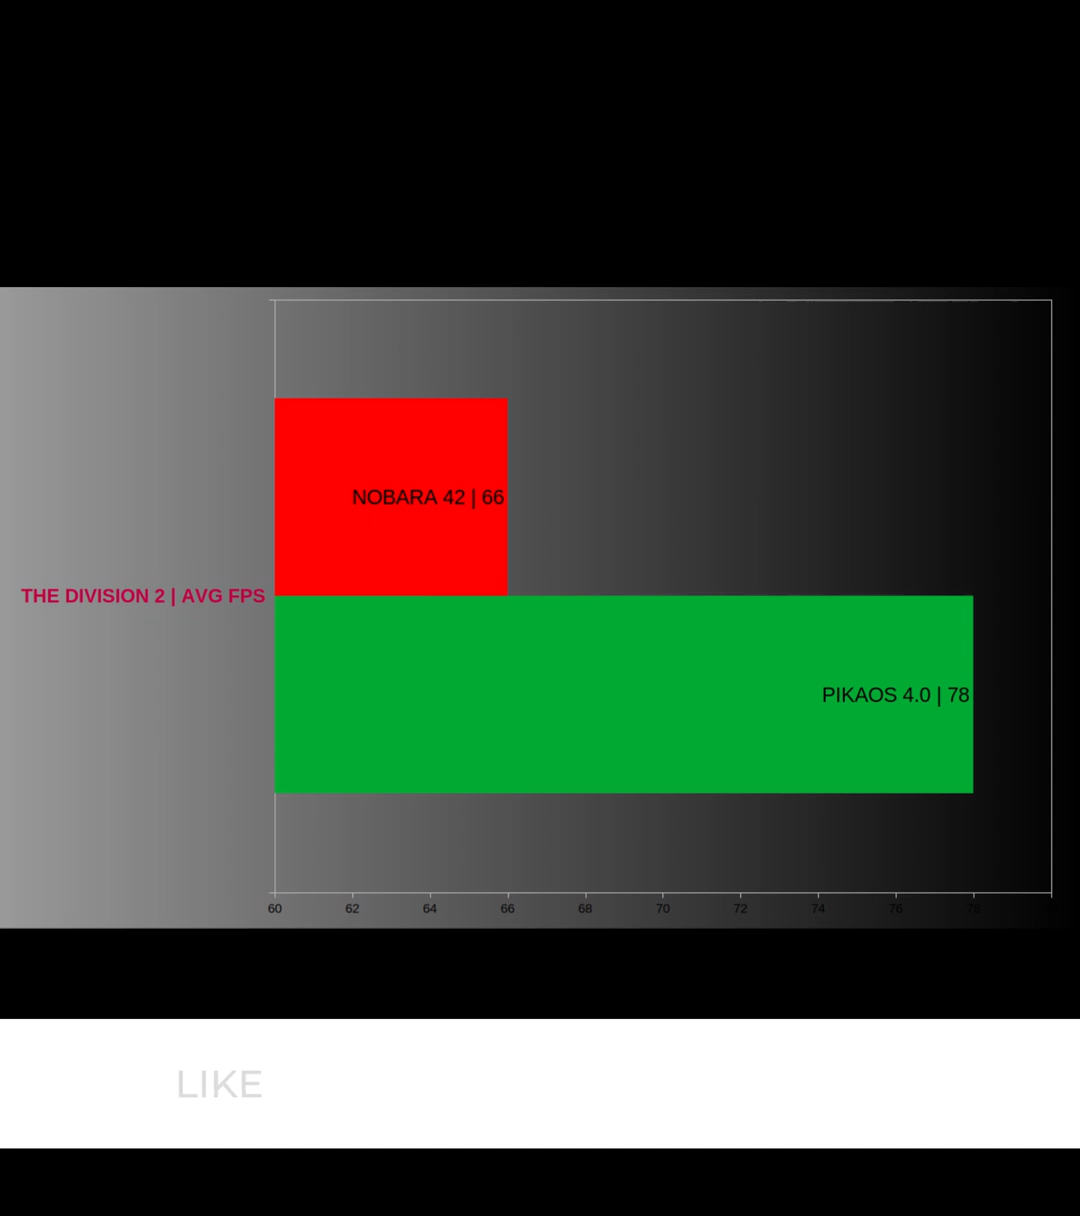 NOBARA 42 | 66
THE DIVISION 2 | AVG FPS
PIKAOS 4.0 | 78
60 62 64 66 68 70 72 74 76 78
LIKE